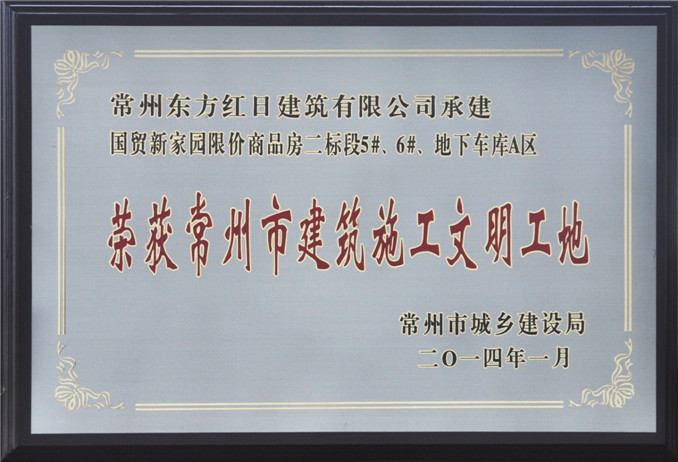 常州东方红日建筑有限公司承建
国贸新家园限价商品房二标段5#、6#、地下车库A区
荣获常州市建筑施工文明工地
常州市城乡建设局
二〇一四年一月